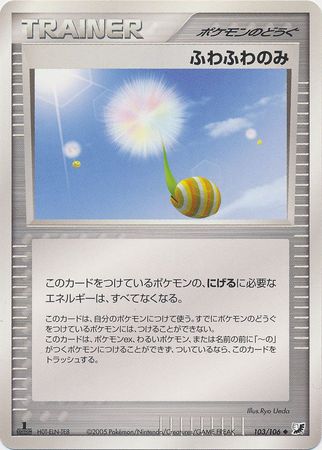 TRAINER
ポケモンのどうぐ
ふわふわのみ
このカードをつけているポケモンの、にげるに必要な
エネルギーは、すべてなくなる。
このカードは、自分のポケモンにつけて使う。すでにポケモンのどうぐを
つけているポケモンには、つけることができない。
このカードは、ポケモンex、わるいポケモン、または名前の前に「〜の」が
つくポケモンにつけることができず、ついているなら、このカードを
トラッシュする。
Illus.Ryo Ueda
1
©2005 Pokémon/Nintendo/Creatures/GAME FREAK
103/106